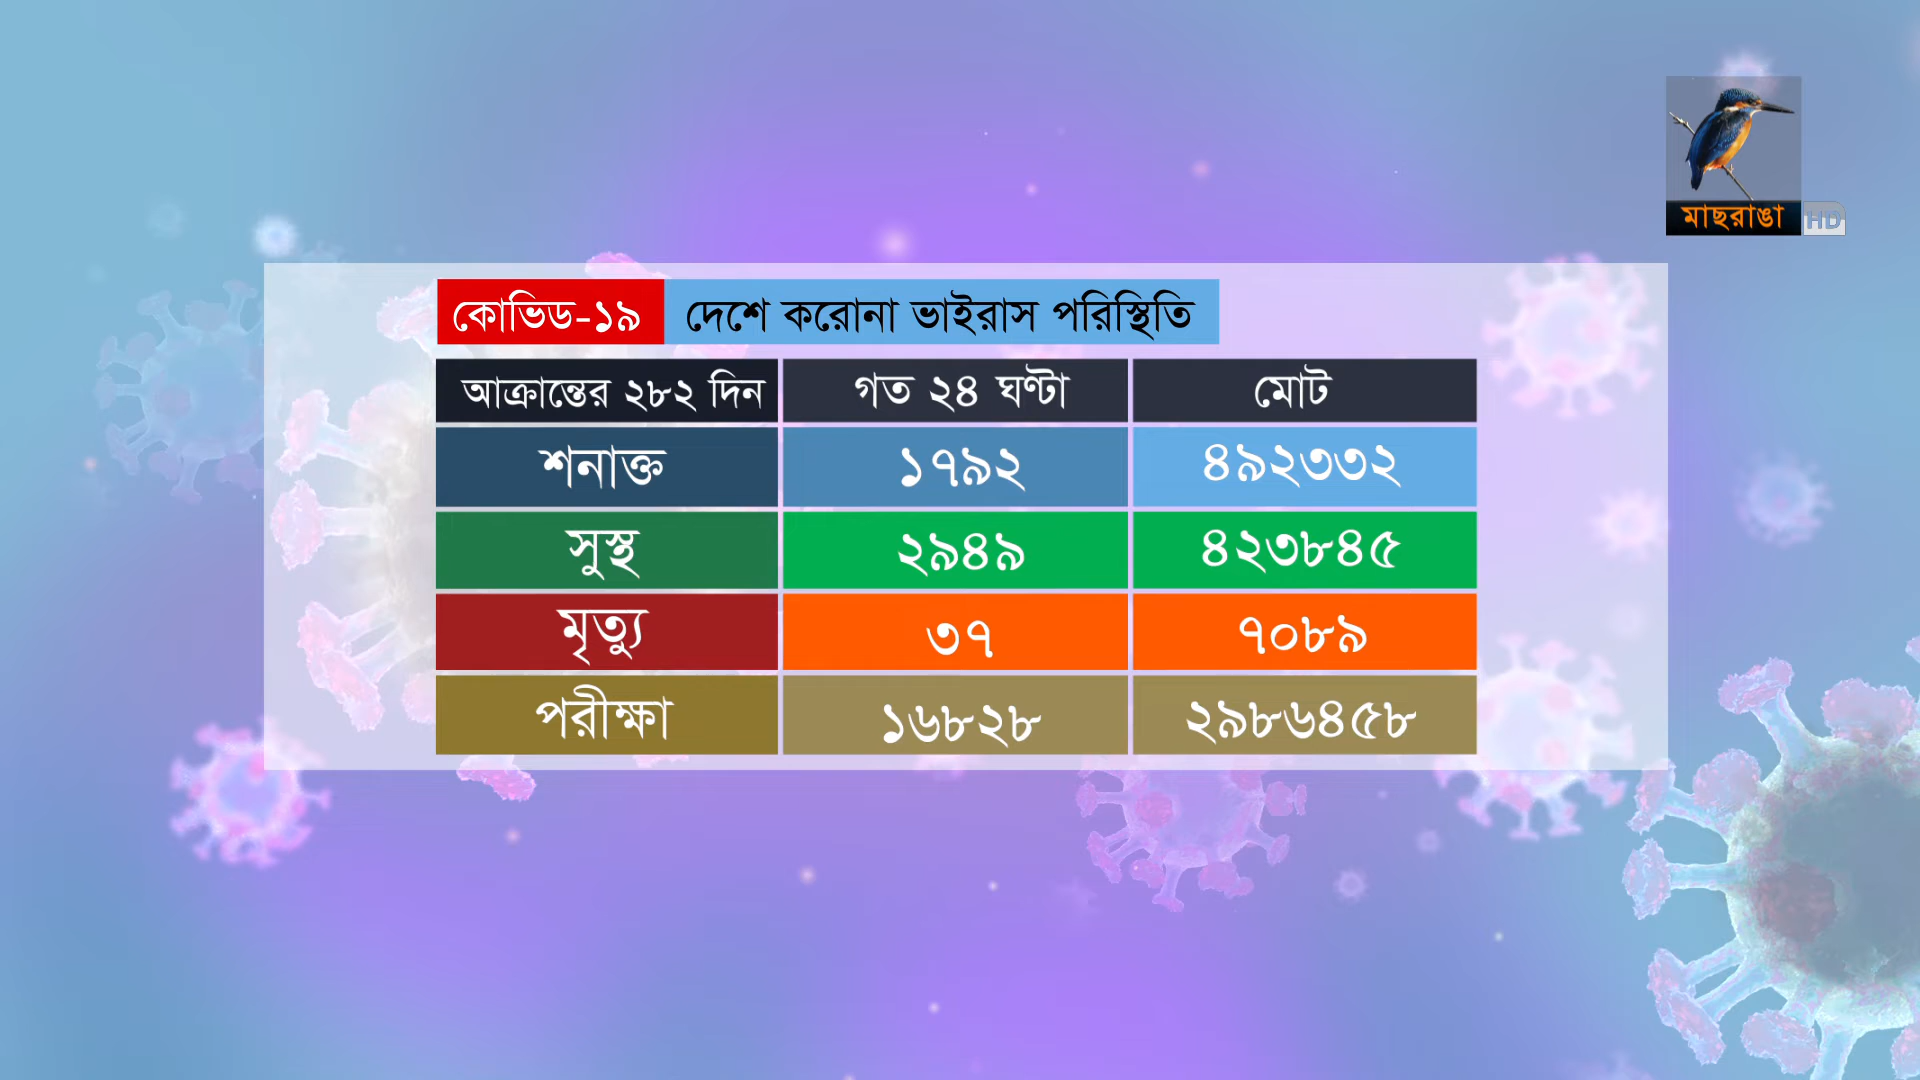 মাছরাঙা HD
কোভিড-১৯ দেশে করোনা ভাইরাস পরিস্থিতি
আক্রান্তের ২৮২ দিন গত ২৪ ঘণ্টা মোট
শনাক্ত ১৭৯২ ৪৯২৩৩২
সুস্থ ২৯৪৯ ৪২৩৮৪৫
মৃত্যু ৩৭ ৭০৮৯
পরীক্ষা ১৬৮২৮ ২৯৮৬৪৫৮